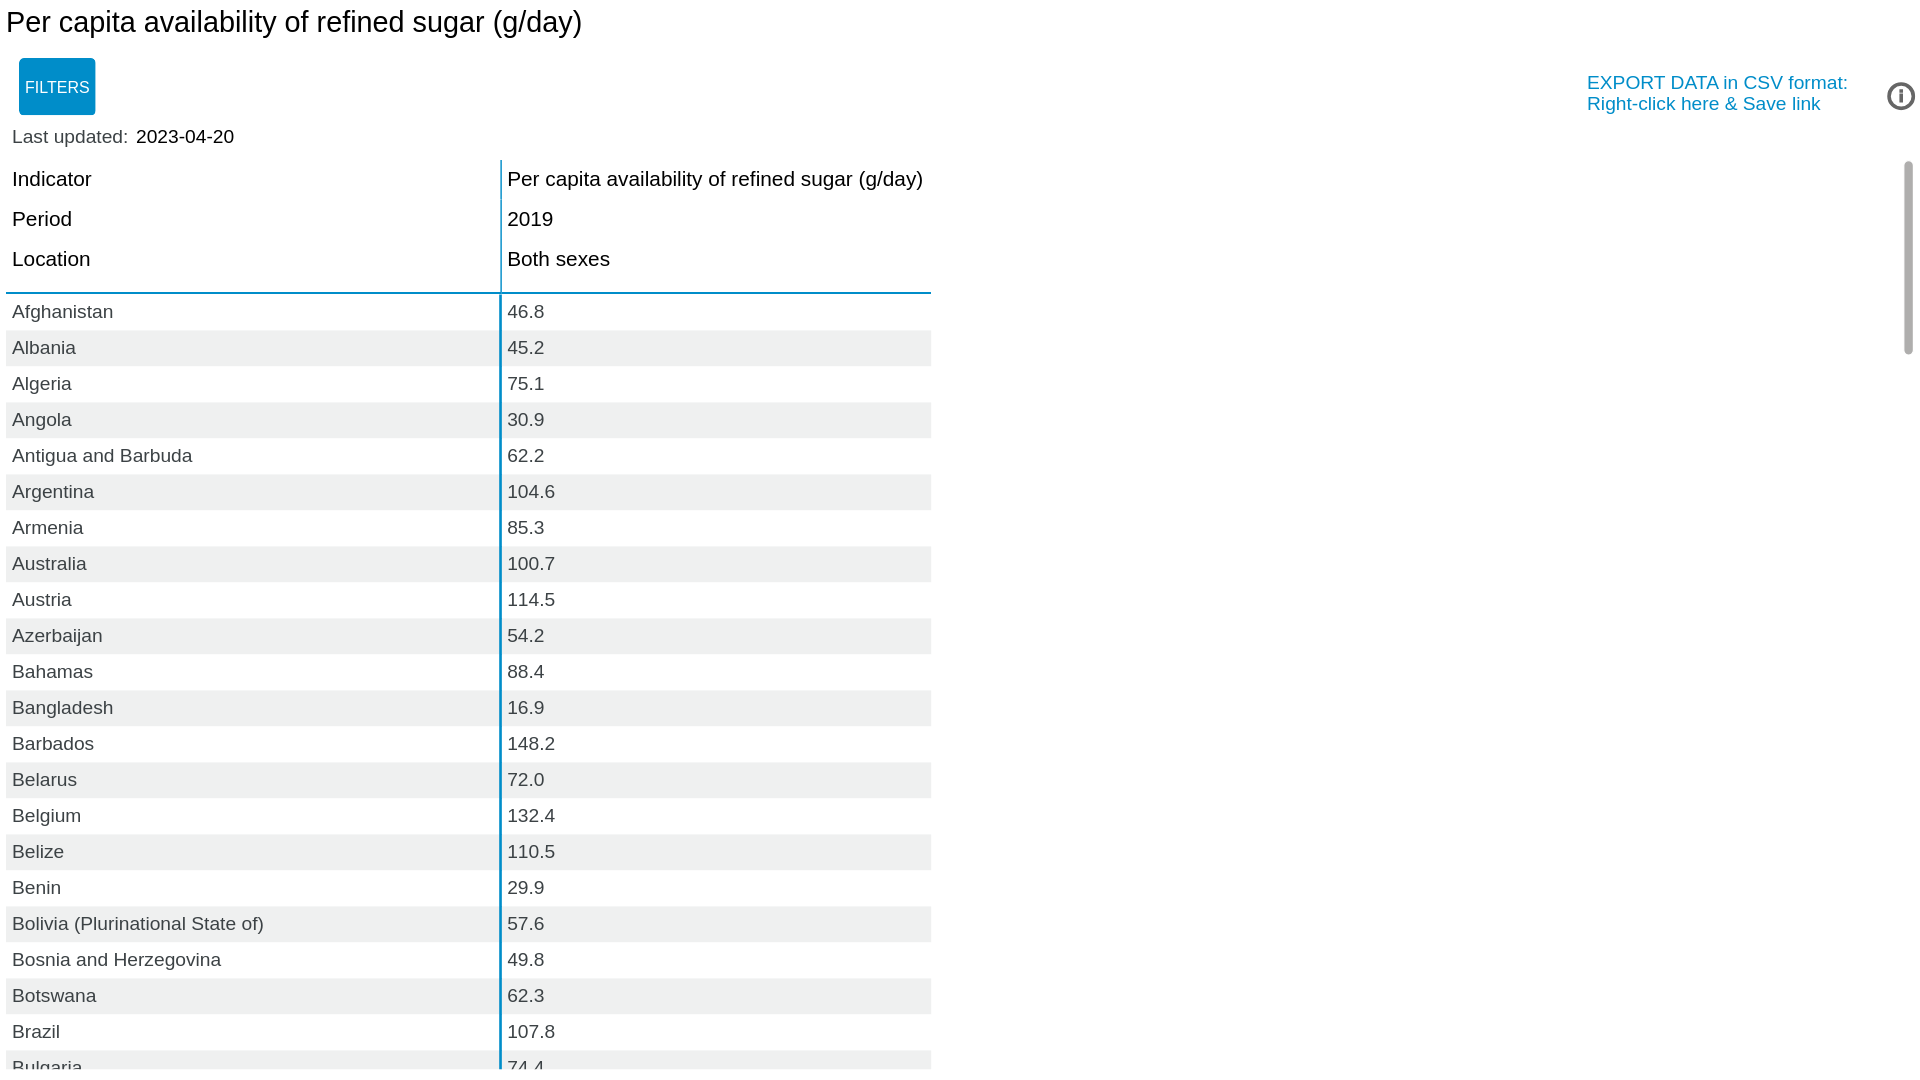 Per capita availability of refined sugar (g/day)
FILTERS
EXPORT DATA in CSV format:
Right-click here & Save link
Last updated: 2023-04-20
Indicator Per capita availability of refined sugar (g/day)
Period 2019
Location Both sexes
Afghanistan 46.8
Albania 45.2
Algeria 75.1
Angola 30.9
Antigua and Barbuda 62.2
Argentina 104.6
Armenia 85.3
Australia 100.7
Austria 114.5
Azerbaijan 54.2
Bahamas 88.4
Bangladesh 16.9
Barbados 148.2
Belarus 72.0
Belgium 132.4
Belize 110.5
Benin 29.9
Bolivia (Plurinational State of) 57.6
Bosnia and Herzegovina 49.8
Botswana 62.3
Brazil 107.8
Bulgaria 74.4